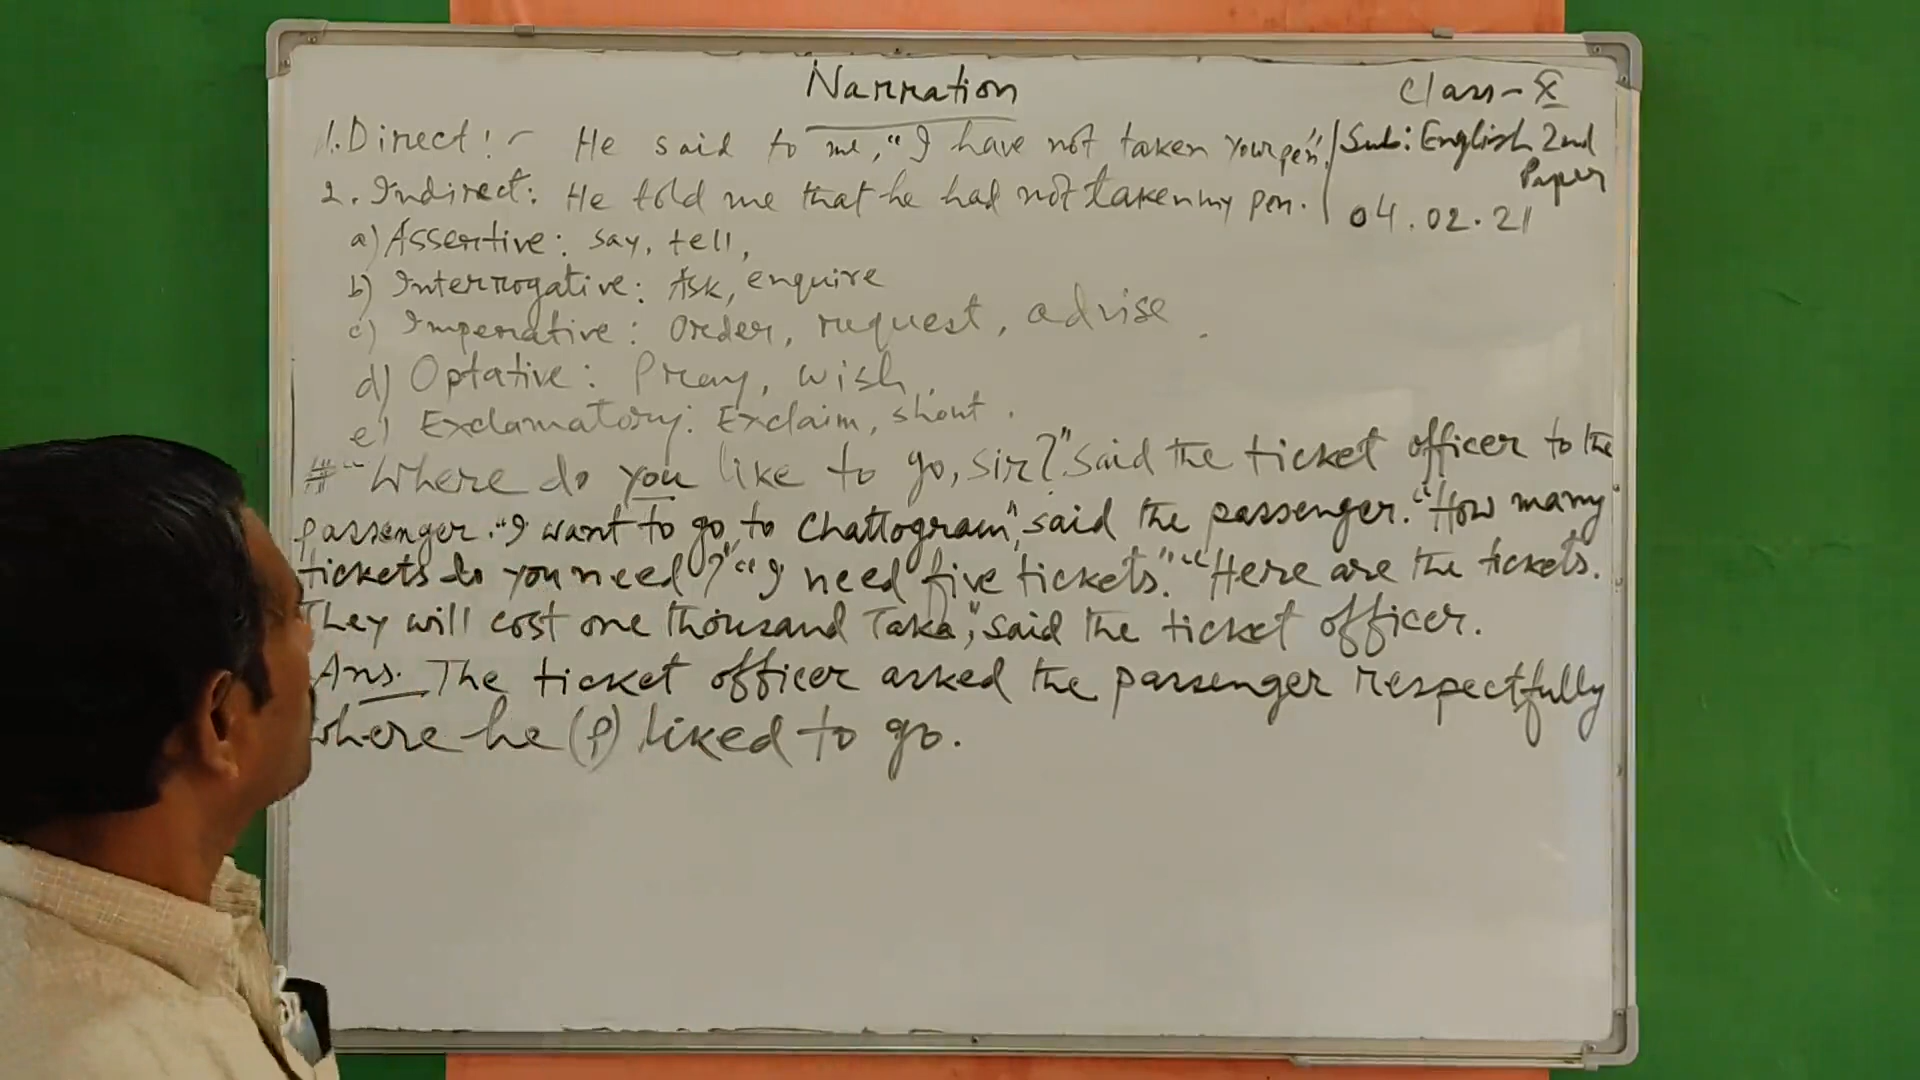 Narration
Class-X
1. Direct:- He said to me, "I have not taken your pen".
Sub: English 2nd
Paper
2. Indirect: He told me that he had not taken my pen.
04.02.21
a) Assertive: say, tell,
b) Interrogative: Ask, enquire
c) Imperative: Order, request, advise
d) Optative: Pray, wish
e) Exclamatory: Exclaim, shout.
# "Where do you like to go, sir?" said the ticket officer to the
passenger. "I want to go to Chattogram", said the passenger. "How many
tickets do you need?" "I need five tickets." "Here are the tickets.
They will cost one thousand Taka", said the ticket officer.
Ans. The ticket officer asked the passenger respectfully
where he (p) liked to go.